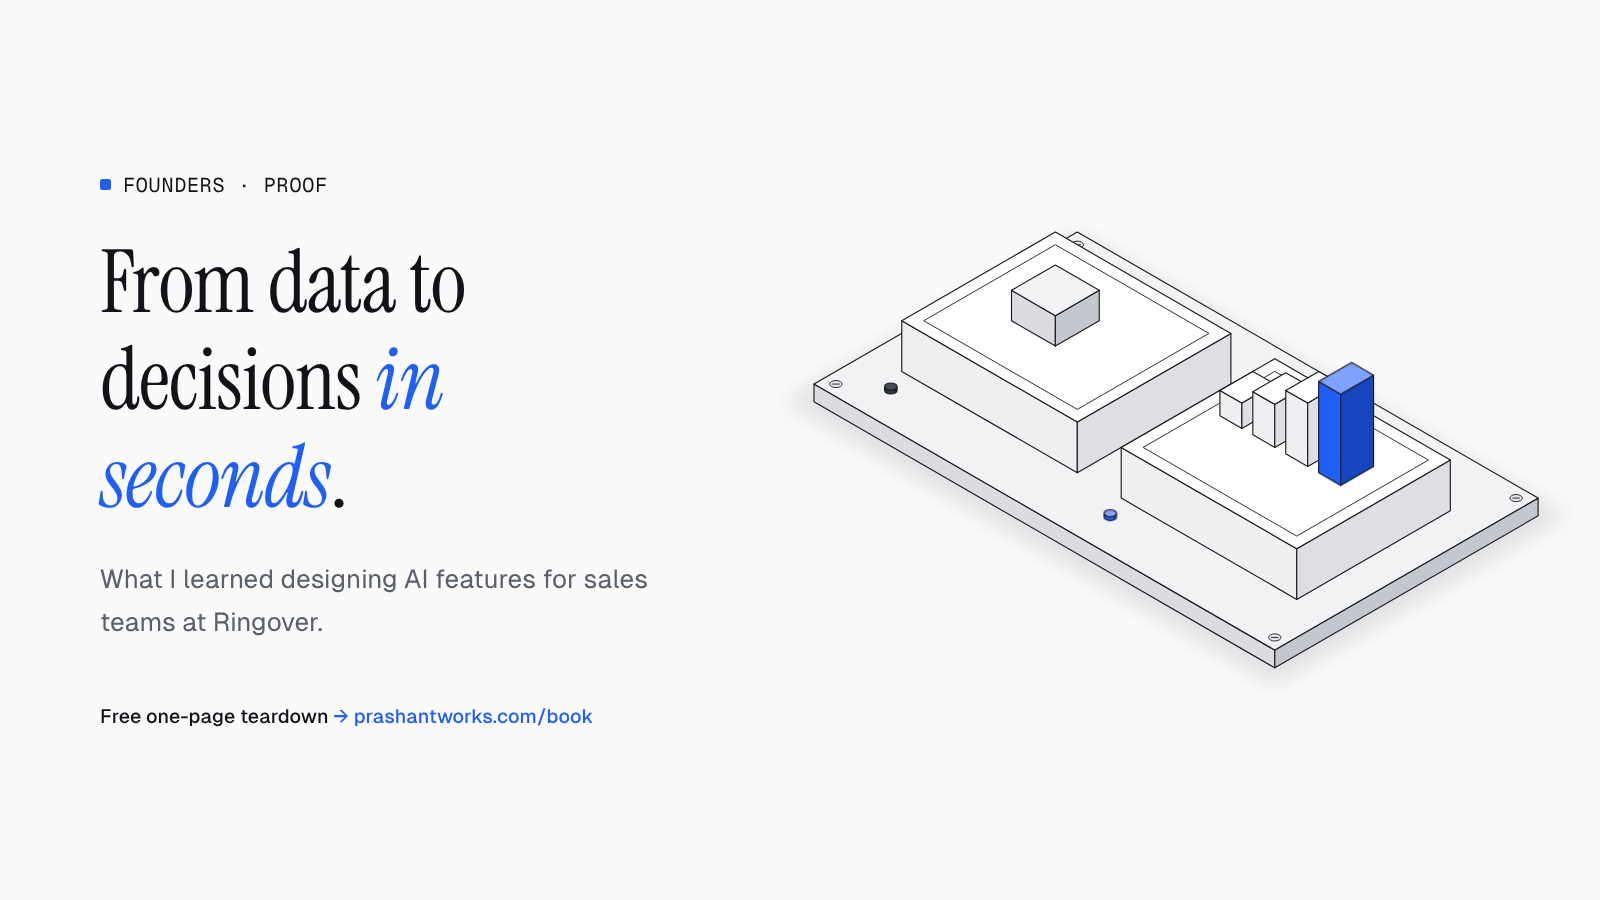 FOUNDERS · PROOF
From data to
decisions in
seconds.
What I learned designing AI features for sales
teams at Ringover.
Free one-page teardown → prashantworks.com/book